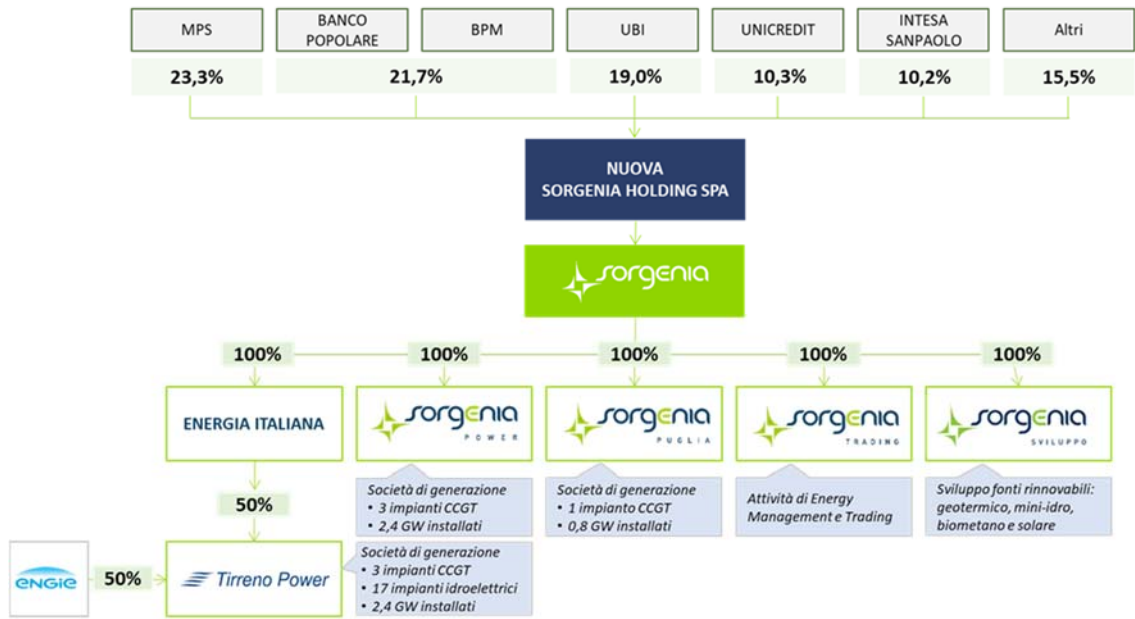 MPS
BANCO
POPOLARE
BPM
UBI
UNICREDIT
INTESA
SANPAOLO
Altri
23,3%
21,7%
19,0%
10,3%
10,2%
15,5%
NUOVA
SORGENIA HOLDING SPA
sorgenia
100%
100%
100%
100%
100%
ENERGIA ITALIANA
sorgenia
POWER
sorgenia
PUGLIA
sorgenia
TRADING
sorgenia
SVILUPPO
Società di generazione
• 3 impianti CCGT
• 2,4 GW installati
Società di generazione
• 1 impianto CCGT
• 0,8 GW installati
Attività di Energy
Management e Trading
Sviluppo fonti rinnovabili:
geotermico, mini-idro,
biometano e solare
50%
ENGIE
50%
Tirreno Power
Società di generazione
• 3 impianti CCGT
• 17 impianti idroelettrici
• 2,4 GW installati